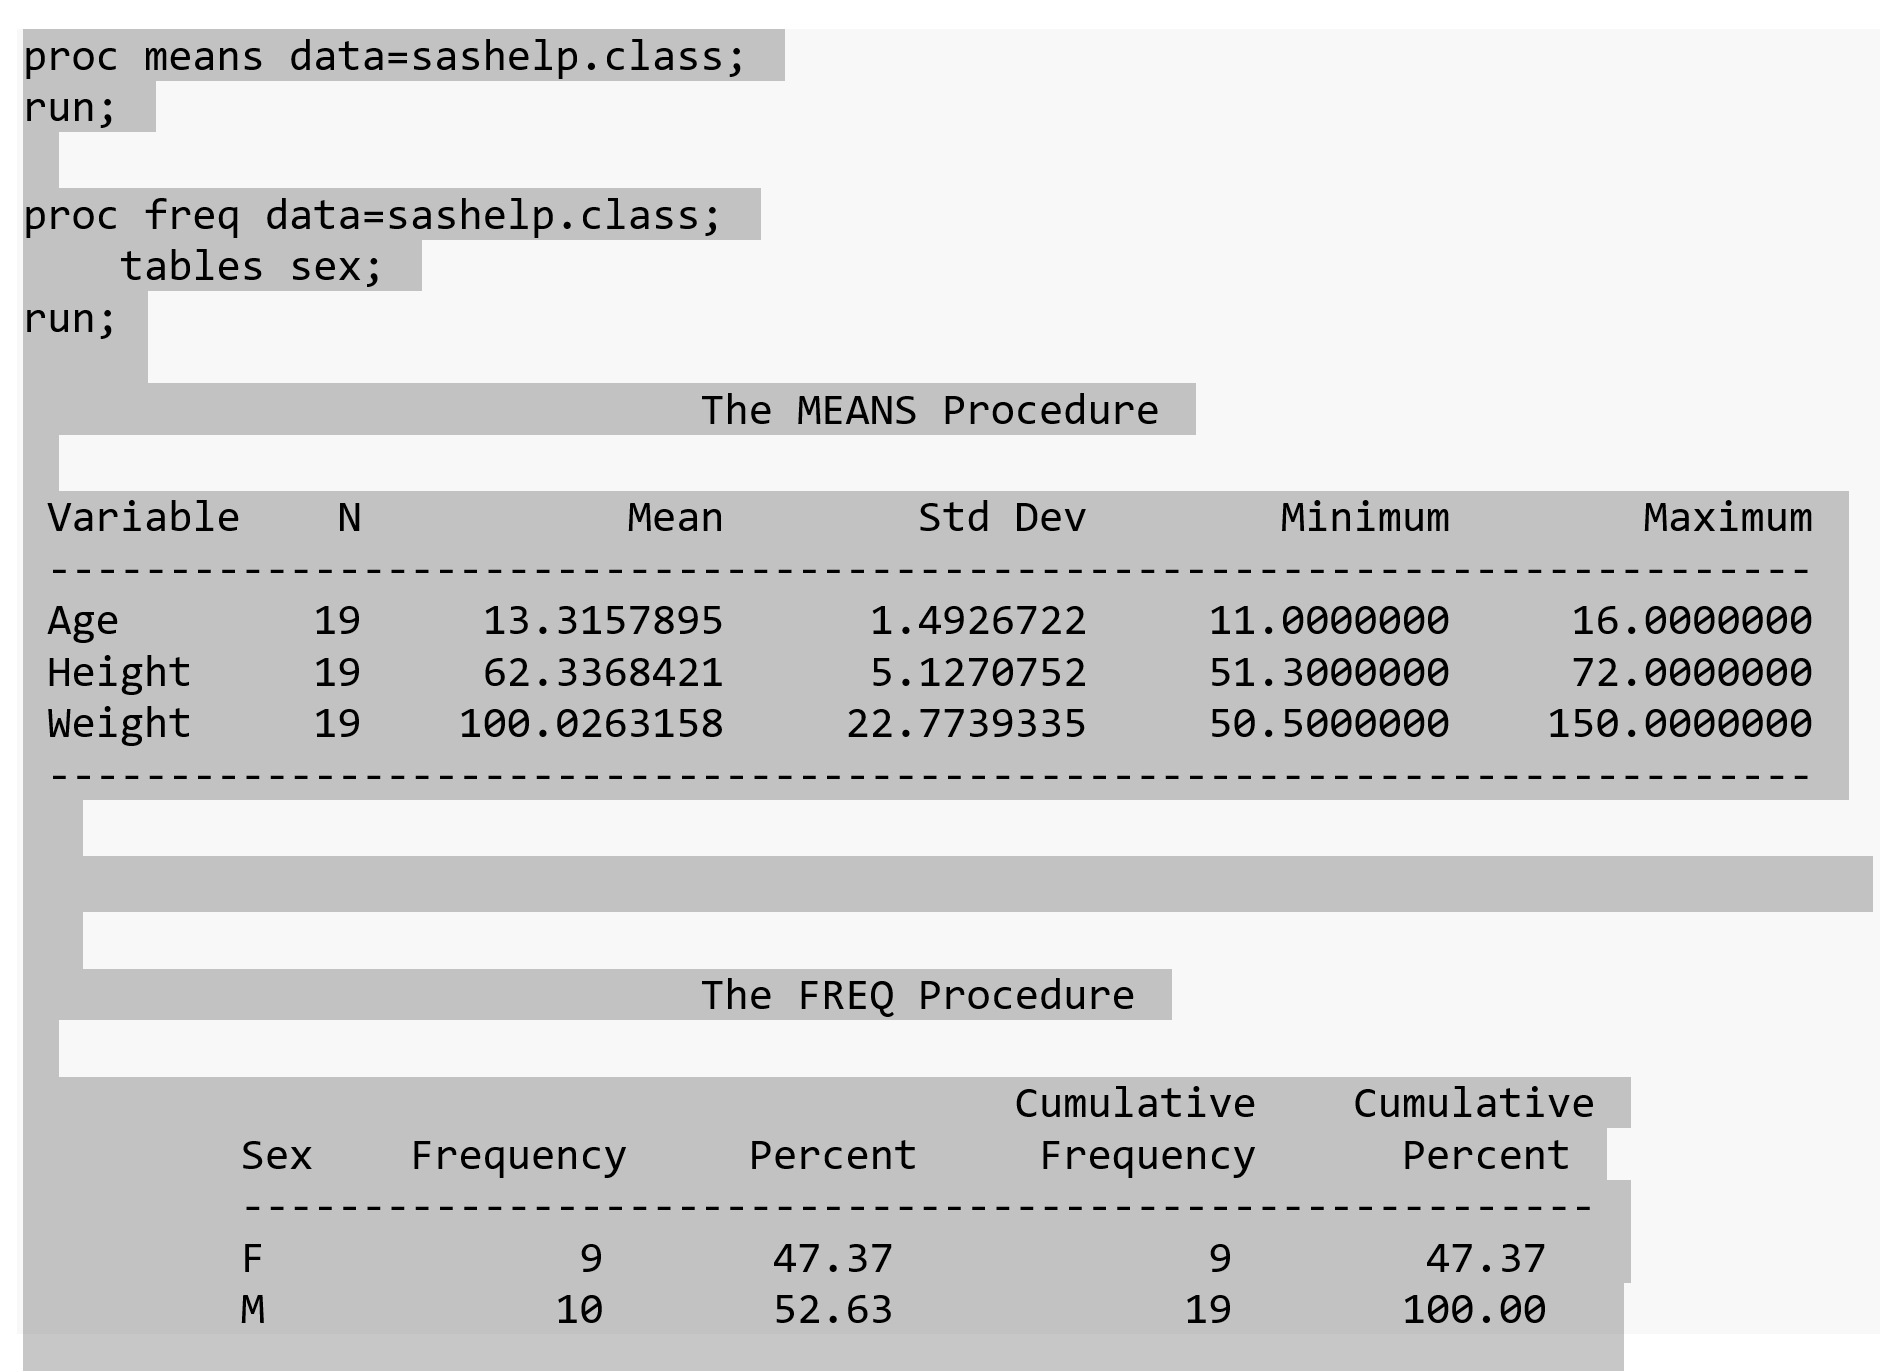 proc means data=sashelp.class;
run;
proc freq data=sashelp.class;
    tables sex;
run;
The MEANS Procedure
Variable    N           Mean        Std Dev        Minimum        Maximum
-------------------------------------------------------------------------
Age        19     13.3157895      1.4926722     11.0000000     16.0000000
Height     19     62.3368421      5.1270752     51.3000000     72.0000000
Weight     19    100.0263158     22.7739335     50.5000000    150.0000000
-------------------------------------------------------------------------
The FREQ Procedure
                                Cumulative    Cumulative
Sex    Frequency     Percent     Frequency      Percent
--------------------------------------------------------
F             9       47.37             9        47.37
M            10       52.63            19       100.00